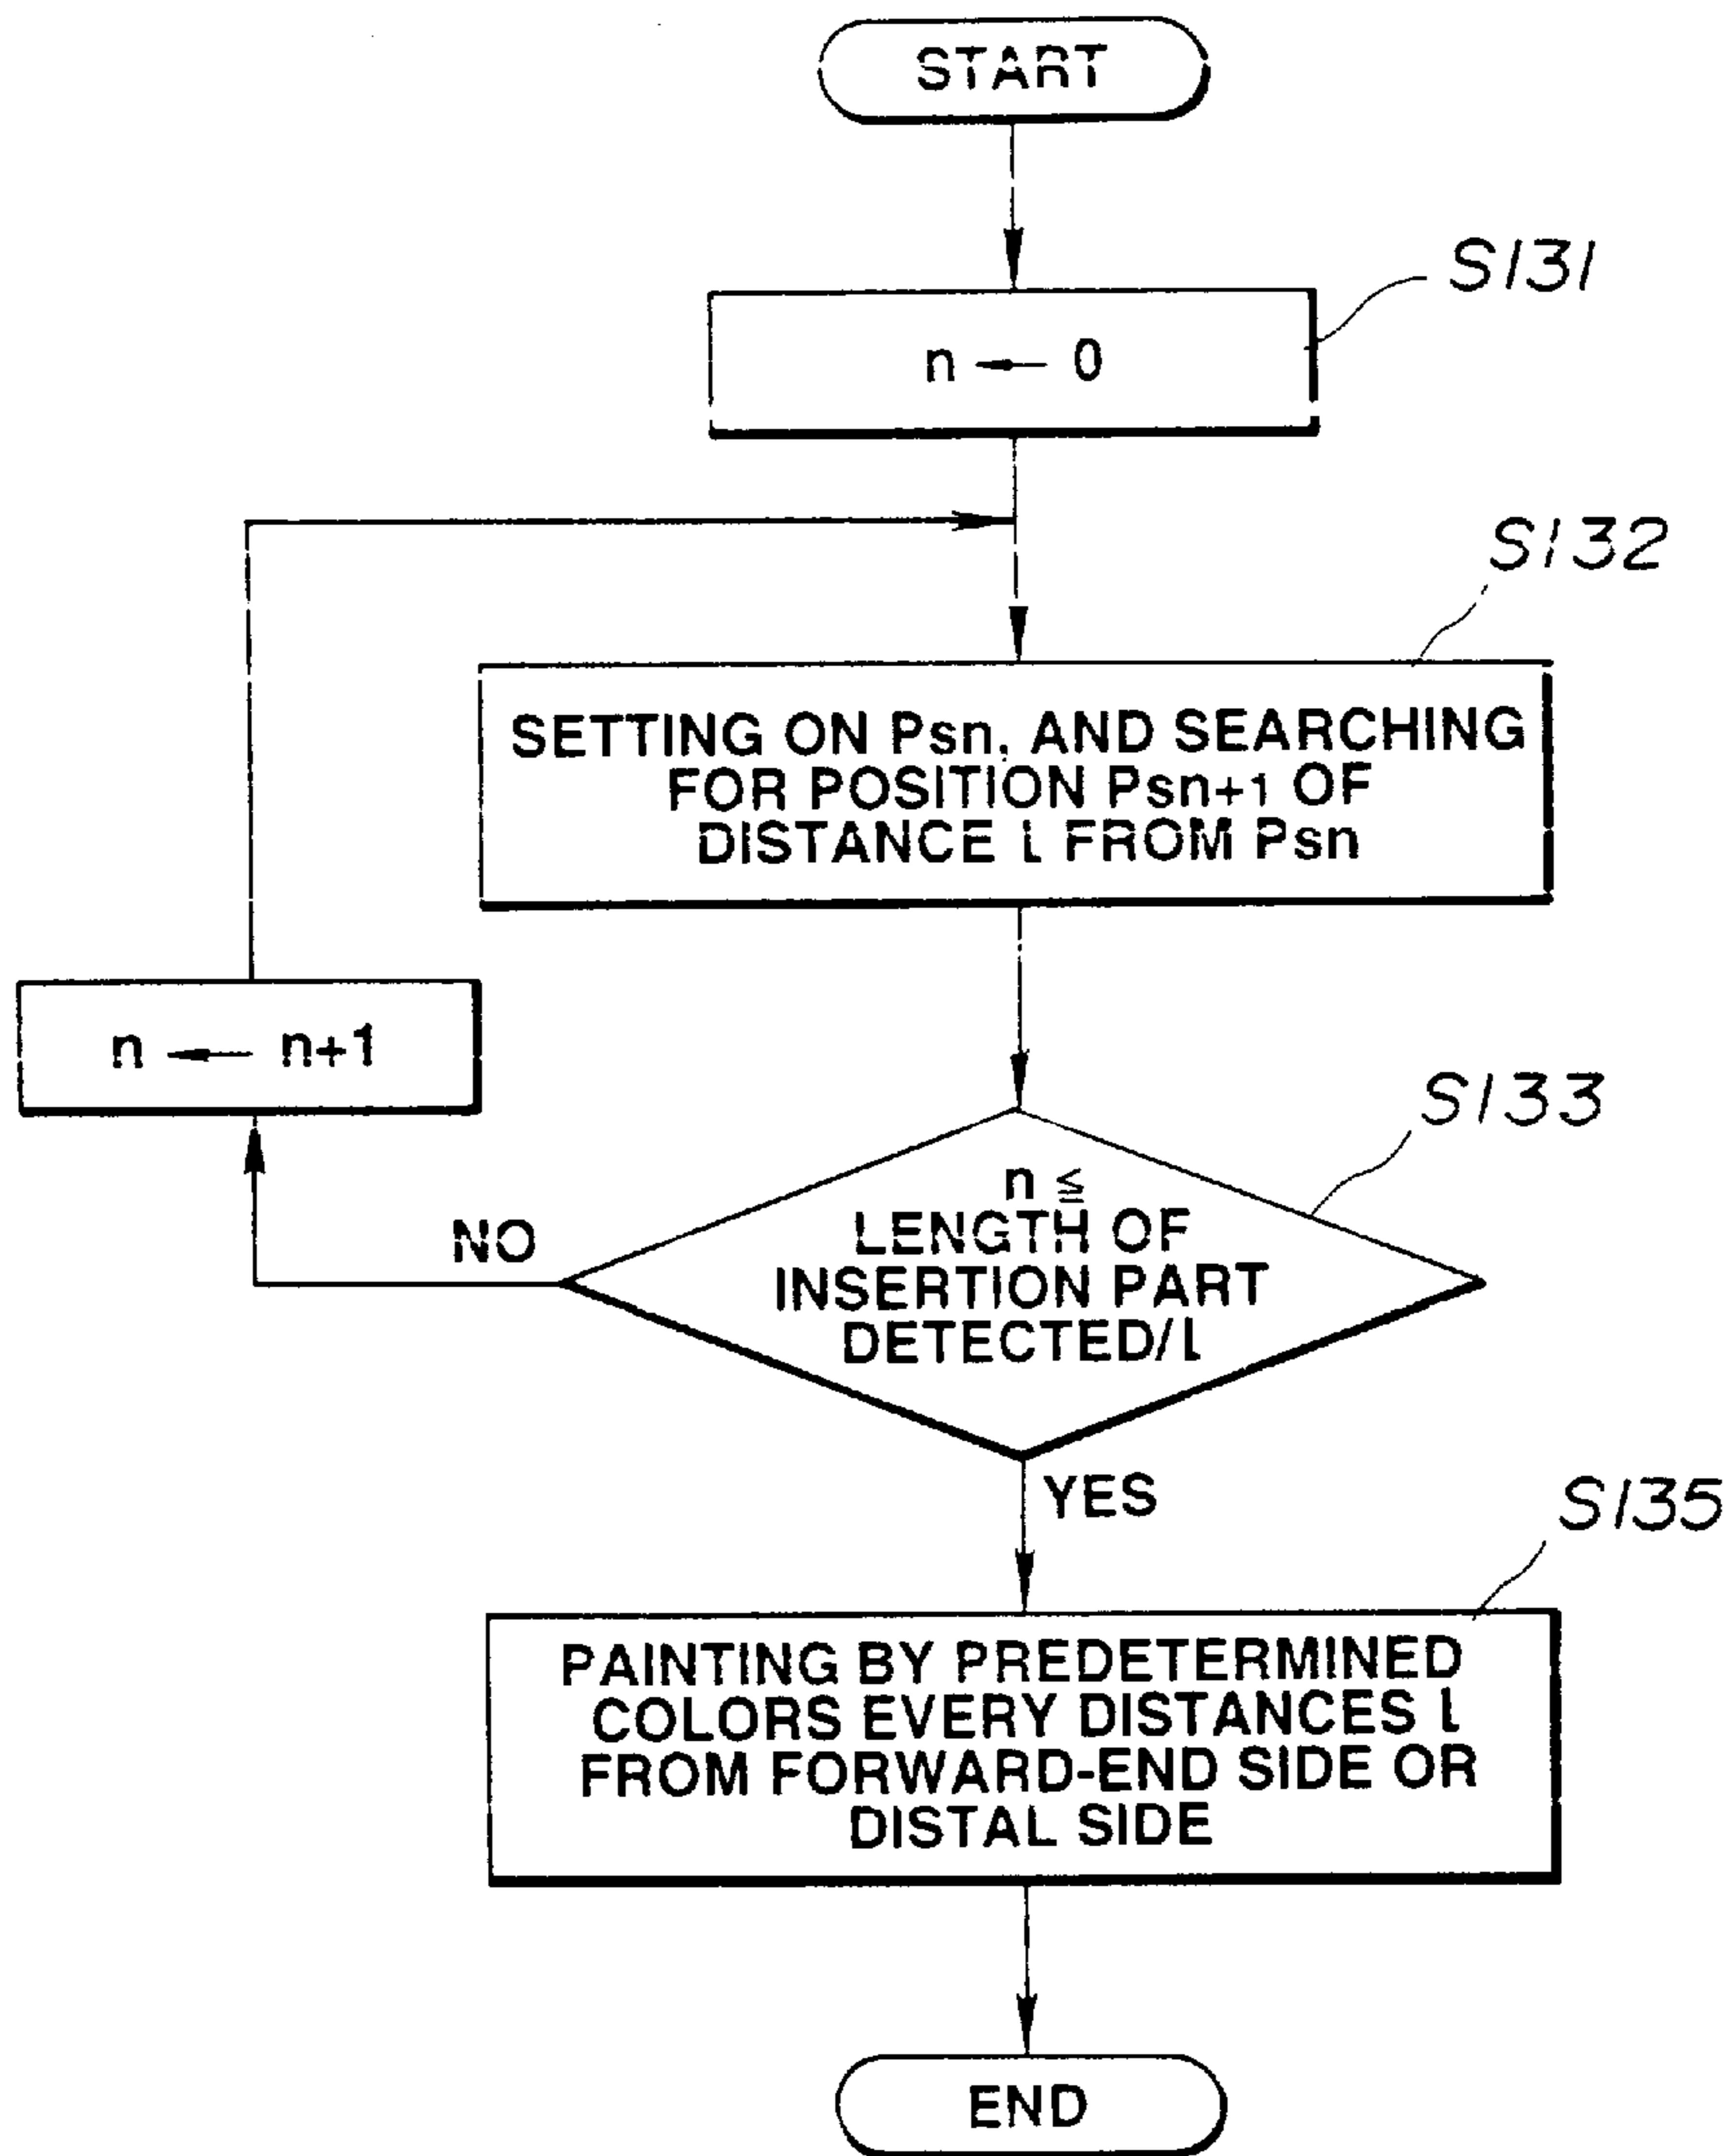 START
S131
n ← 0
S132
SETTING ON Psn, AND SEARCHING
FOR POSITION Psn+1 OF
DISTANCE l FROM Psn
n ← n+1
S133
n ≦
LENGTH OF
INSERTION PART
DETECTED/l
NO
YES
S135
PAINTING BY PREDETERMINED
COLORS EVERY DISTANCES l
FROM FORWARD-END SIDE OR
DISTAL SIDE
END